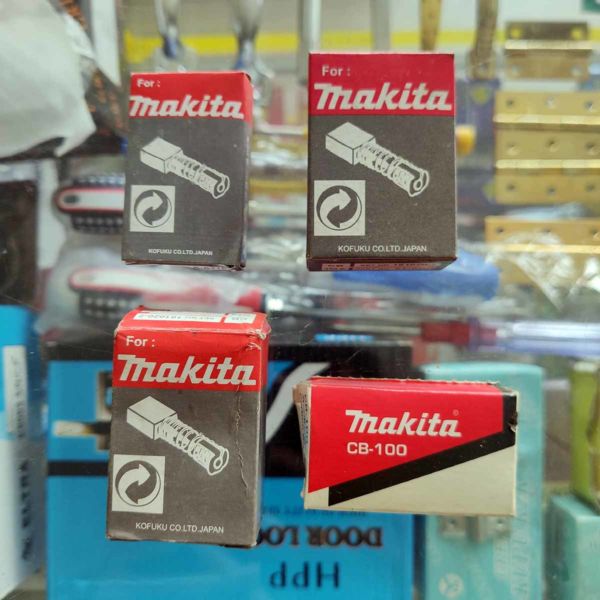 For :
makita
KOFUKU CO.LTD.JAPAN
For :
makita
KOFUKU CO.LTD.JAPAN
For :
makita
KOFUKU CO.LTD.JAPAN
makita
CB-100
DOOR LOC
HPP